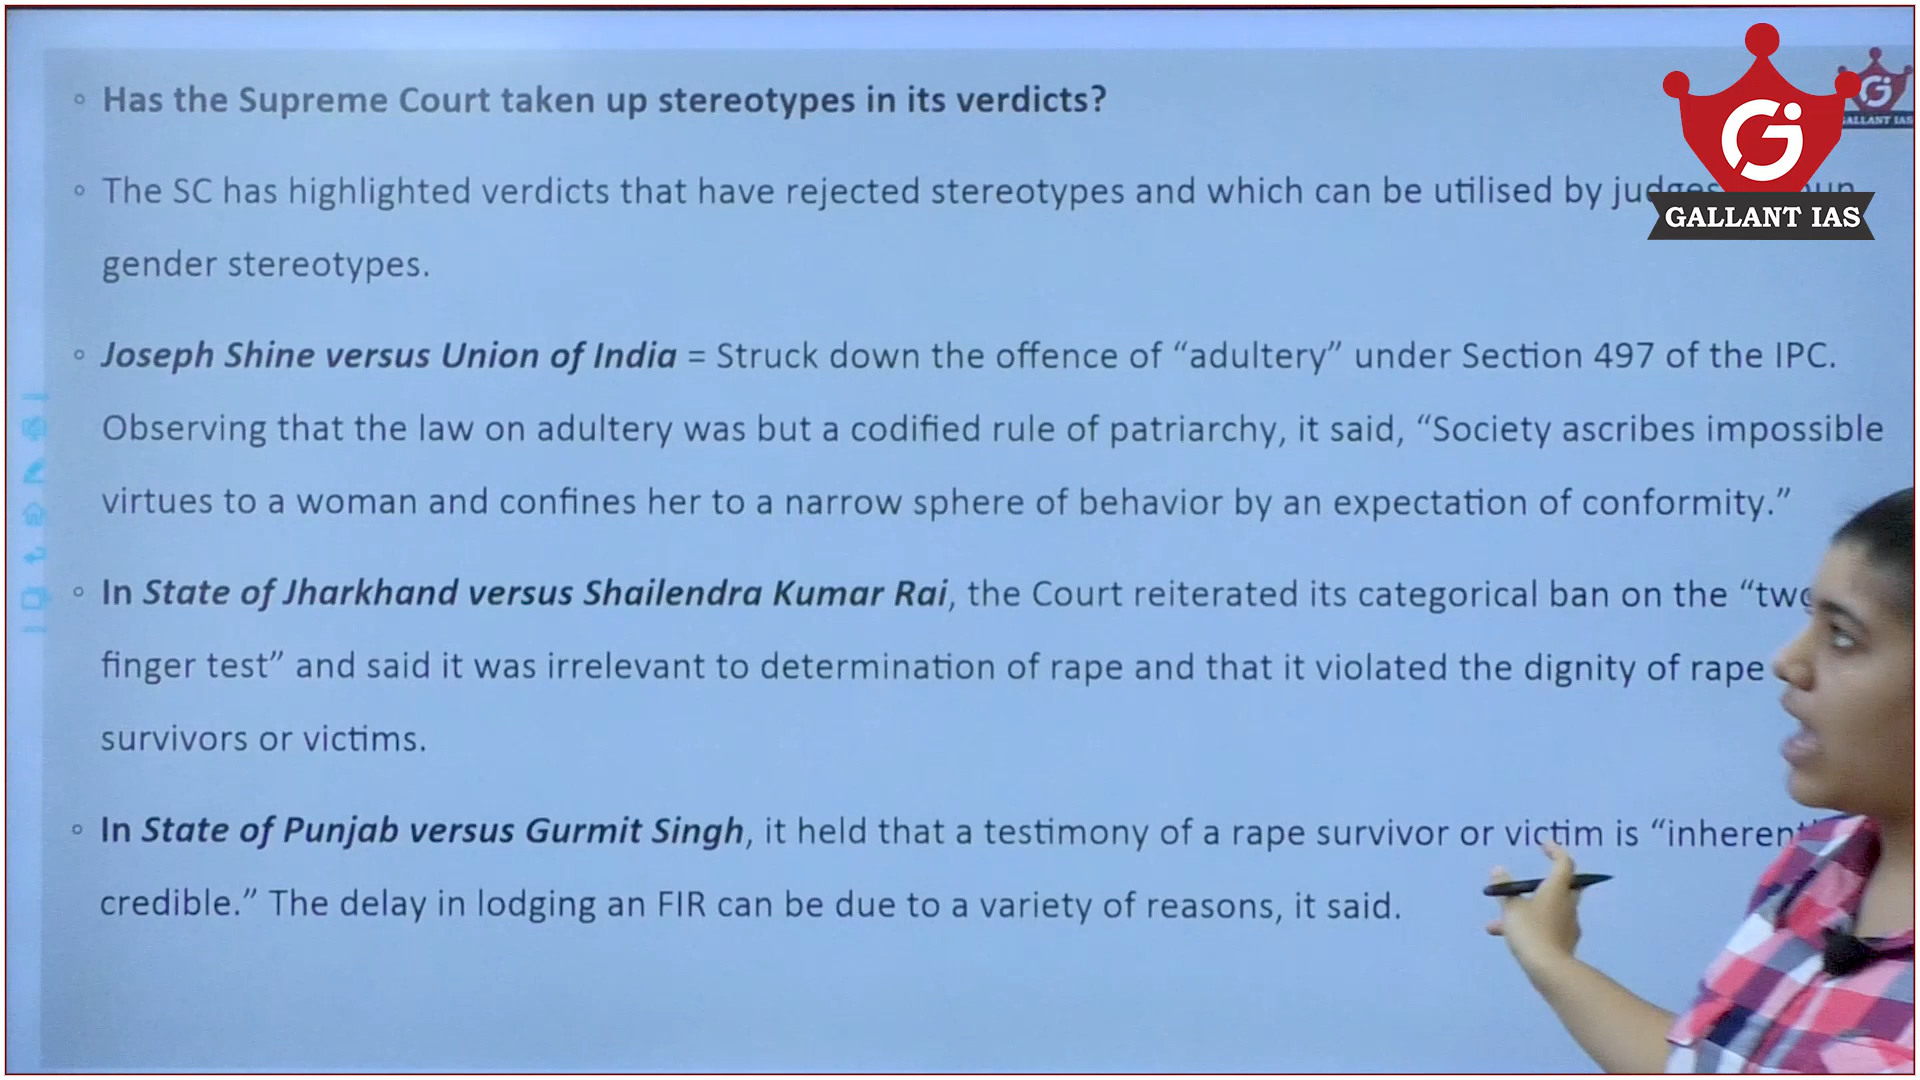 Has the Supreme Court taken up stereotypes in its verdicts?
The SC has highlighted verdicts that have rejected stereotypes and which can be utilised by
gender stereotypes.
Joseph Shine versus Union of India = Struck down the offence of “adultery” under Section 497 of the IPC.
Observing that the law on adultery was but a codified rule of patriarchy, it said, “Society ascribes impossible
virtues to a woman and confines her to a narrow sphere of behavior by an expectation of conformity.”
In State of Jharkhand versus Shailendra Kumar Rai, the Court reiterated its categorical ban on the
finger test” and said it was irrelevant to determination of rape and that it violated the dignity of rape
survivors or victims.
In State of Punjab versus Gurmit Singh, it held that a testimony of a rape survivor or victim is
credible.” The delay in lodging an FIR can be due to a variety of reasons, it said.
GALLANT IAS
GALLANT IAS